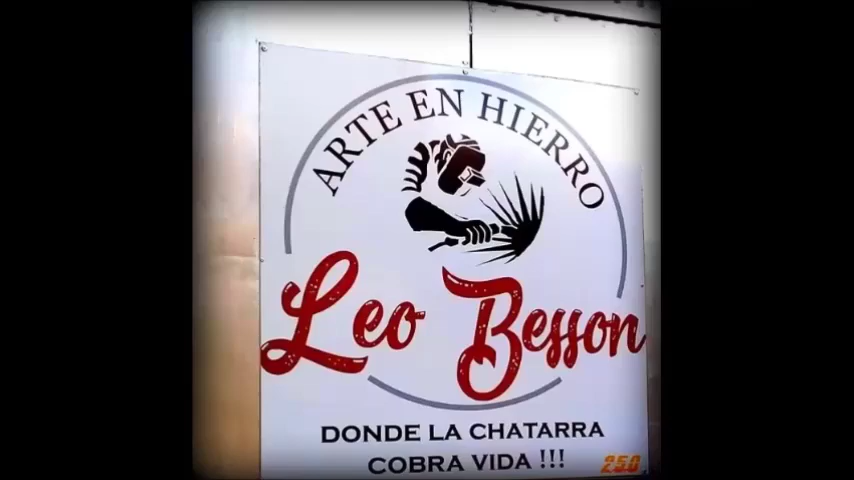 ARTE EN HIERRO
Leo Besson
DONDE LA CHATARRA
COBRA VIDA !!!
250